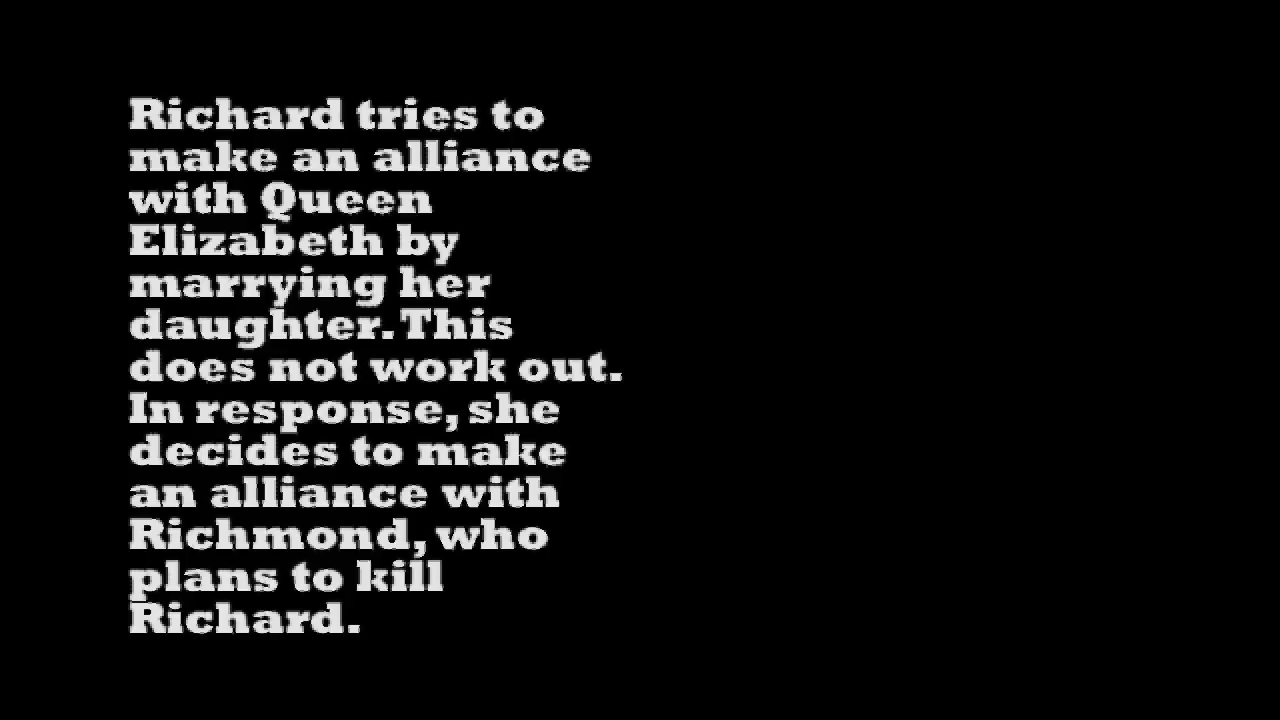 Richard tries to
make an alliance
with Queen
Elizabeth by
marrying her
daughter. This
does not work out.
In response, she
decides to make
an alliance with
Richmond, who
plans to kill
Richard.